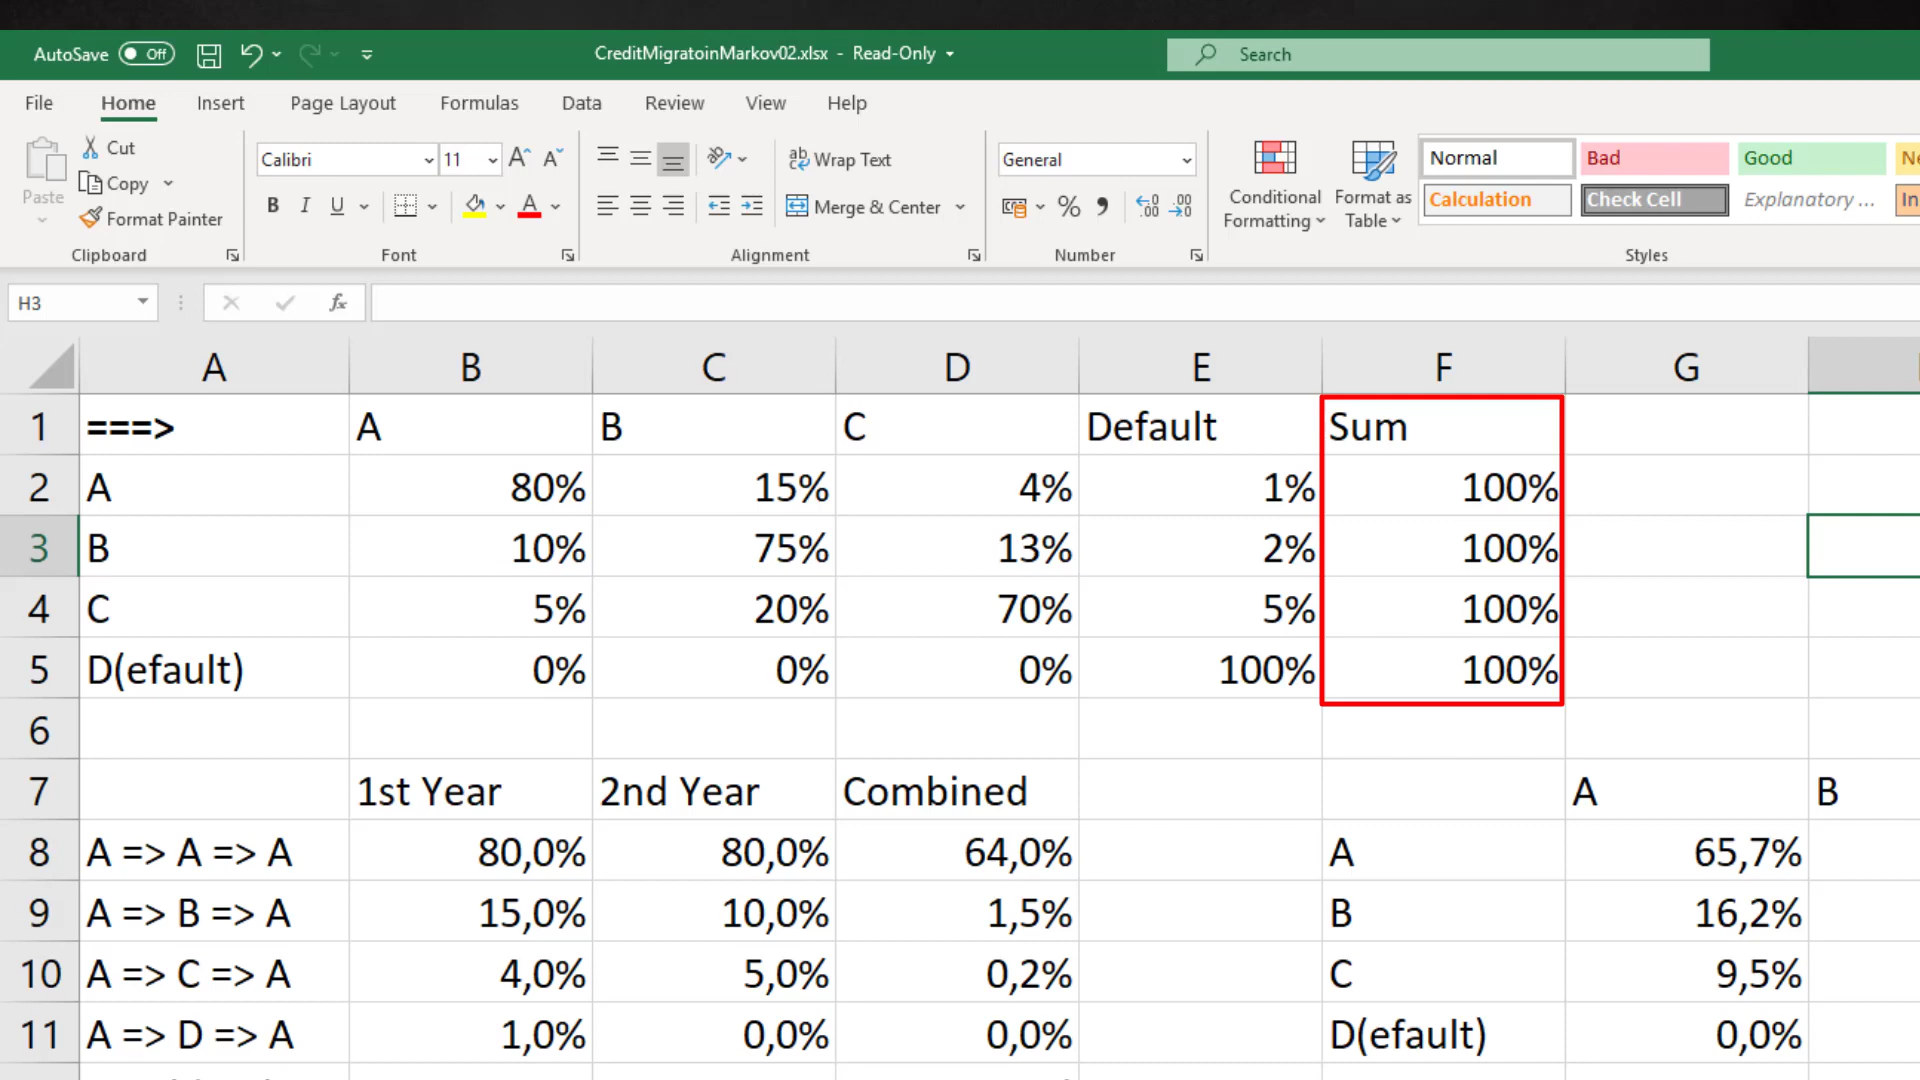 AutoSave Off CreditMigratoinMarkov02.xlsx - Read-Only Search
File Home Insert Page Layout Formulas Data Review View Help
Paste Cut Copy Format Painter Clipboard
Calibri 11 B I U A Font
Wrap Text Merge & Center Alignment
General % Number
Conditional Formatting Format as Table
Normal Bad Good
Calculation Check Cell Explanatory ...
Styles
H3 fx
A B C D E F G
1 ===> A B C Default Sum
2 A 80% 15% 4% 1% 100%
3 B 10% 75% 13% 2% 100%
4 C 5% 20% 70% 5% 100%
5 D(efault) 0% 0% 0% 100% 100%
6
7 1st Year 2nd Year Combined A B
8 A => A => A 80,0% 80,0% 64,0% A 65,7%
9 A => B => A 15,0% 10,0% 1,5% B 16,2%
10 A => C => A 4,0% 5,0% 0,2% C 9,5%
11 A => D => A 1,0% 0,0% 0,0% D(efault) 0,0%